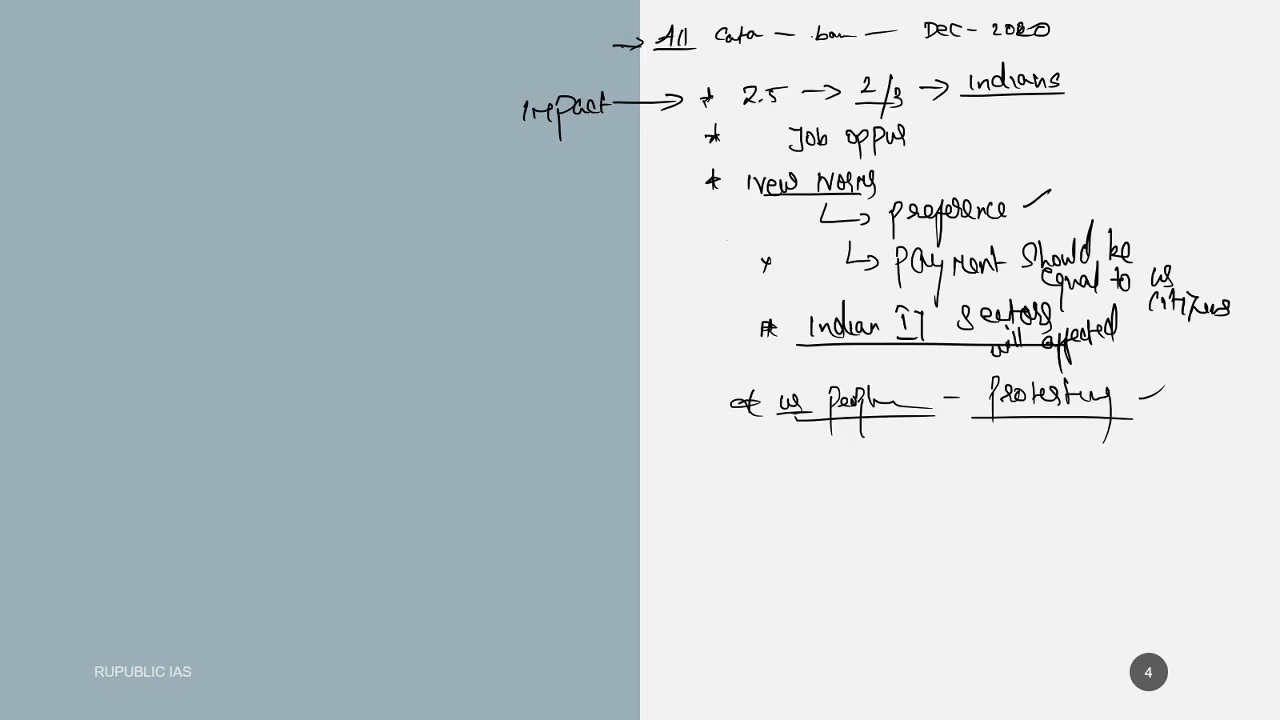 → All Cata — ban — Dec - 2020
Impact → * 2.5 → 2/3 → Indians
* Job oppur
* New Norms
↳ preference ✓
* ↳ payment should be
equal to us
citizens
* Indian IT sectors
will affected
* us people - Protesting ✓
RUPUBLIC IAS
4